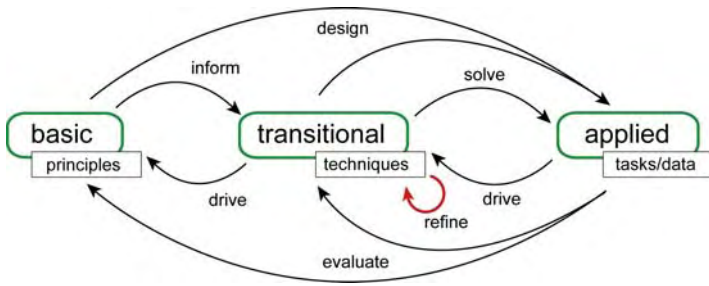 design
inform
solve
basic
transitional
applied
principles
techniques
tasks/data
drive
drive
refine
evaluate